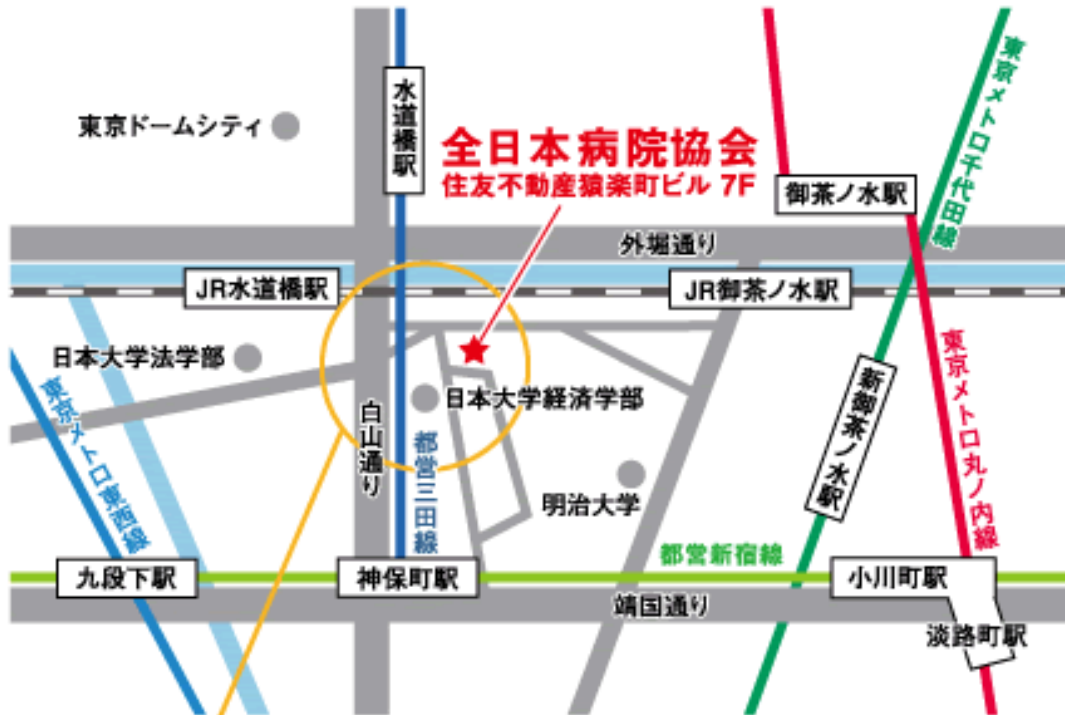 東京ドームシティ
水道橋駅
全日本病院協会
住友不動産猿楽町ビル 7F
御茶ノ水駅
東京メトロ千代田線
外堀通り
JR水道橋駅
JR御茶ノ水駅
日本大学法学部
日本大学経済学部
東京メトロ東西線
白山通り
都営三田線
明治大学
新御茶ノ水駅
東京メトロ丸ノ内線
都営新宿線
九段下駅
神保町駅
小川町駅
靖国通り
淡路町駅